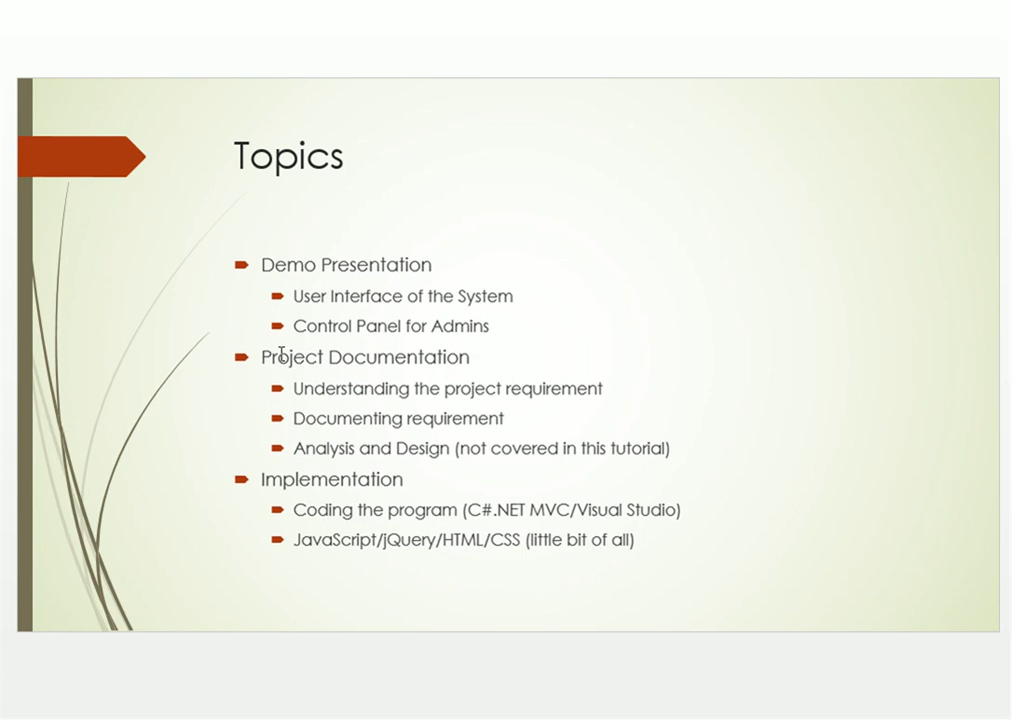 Topics
Demo Presentation
User Interface of the System
Control Panel for Admins
Project Documentation
Understanding the project requirement
Documenting requirement
Analysis and Design (not covered in this tutorial)
Implementation
Coding the program (C#.NET MVC/Visual Studio)
JavaScript/jQuery/HTML/CSS (little bit of all)